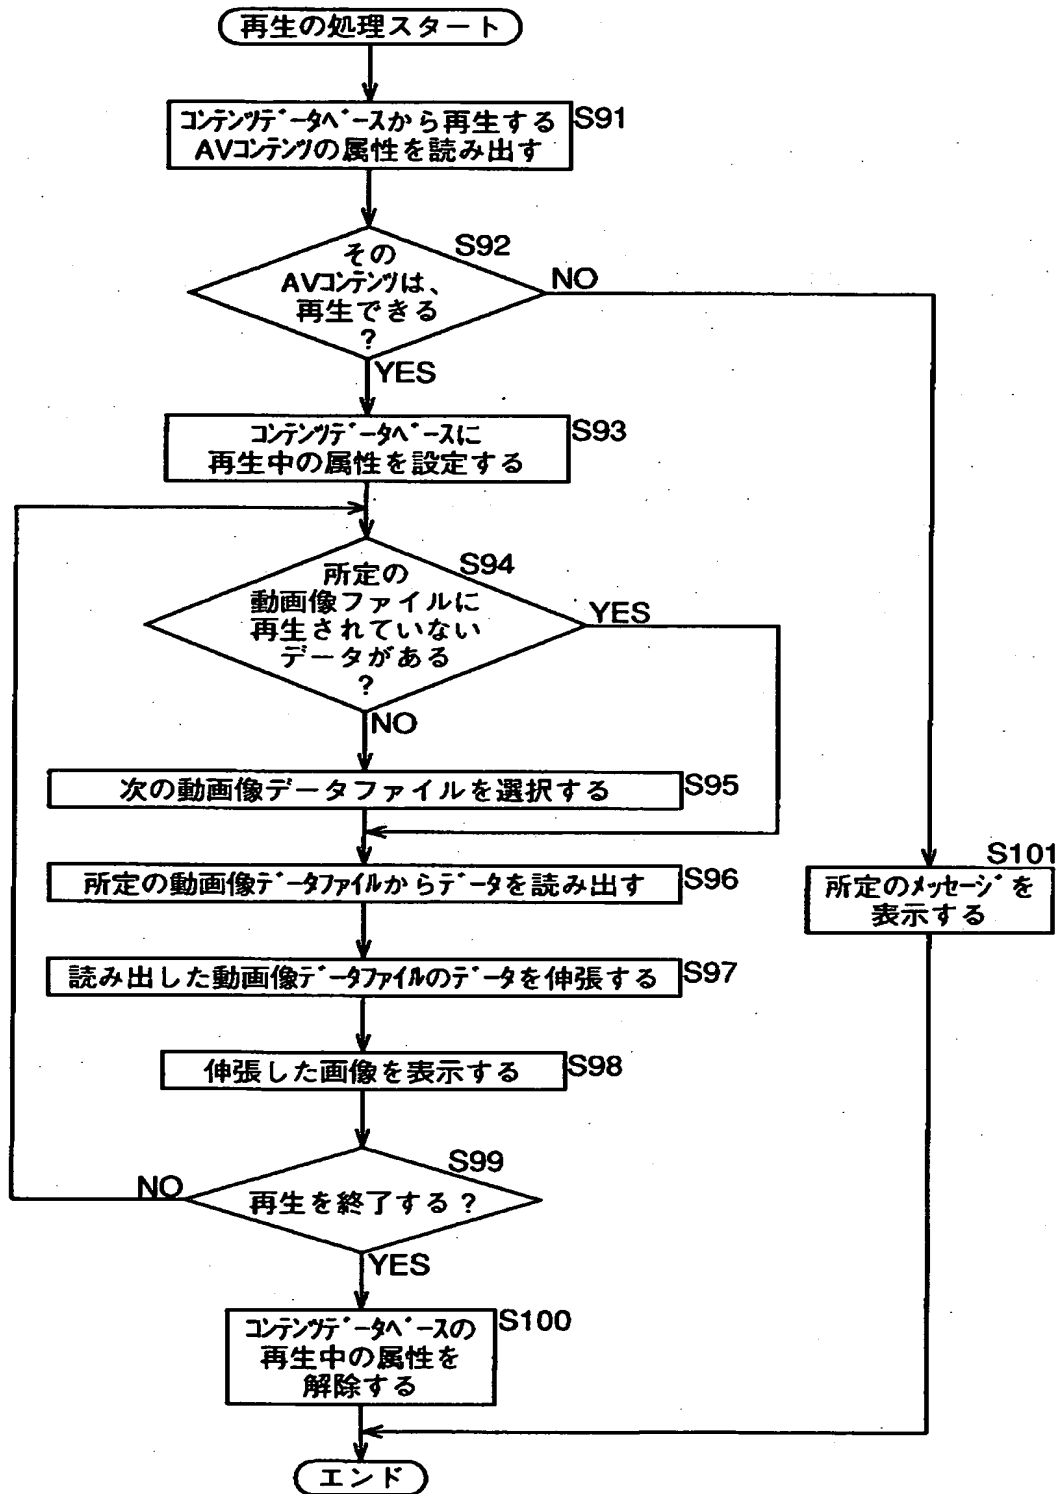 再生の処理スタート
コンテンツデータベースから再生する
AVコンテンツの属性を読み出す
S91
その
AVコンテンツは、
再生できる
?
S92
NO
YES
コンテンツデータベースに
再生中の属性を設定する
S93
所定の
動画像ファイルに
再生されていない
データがある
?
S94
YES
NO
次の動画像データファイルを選択する
S95
所定の動画像データファイルからデータを読み出す
S96
S101
所定のメッセージを
表示する
読み出した動画像データファイルのデータを伸張する
S97
伸張した画像を表示する
S98
再生を終了する?
S99
NO
YES
コンテンツデータベースの
再生中の属性を
解除する
S100
エンド